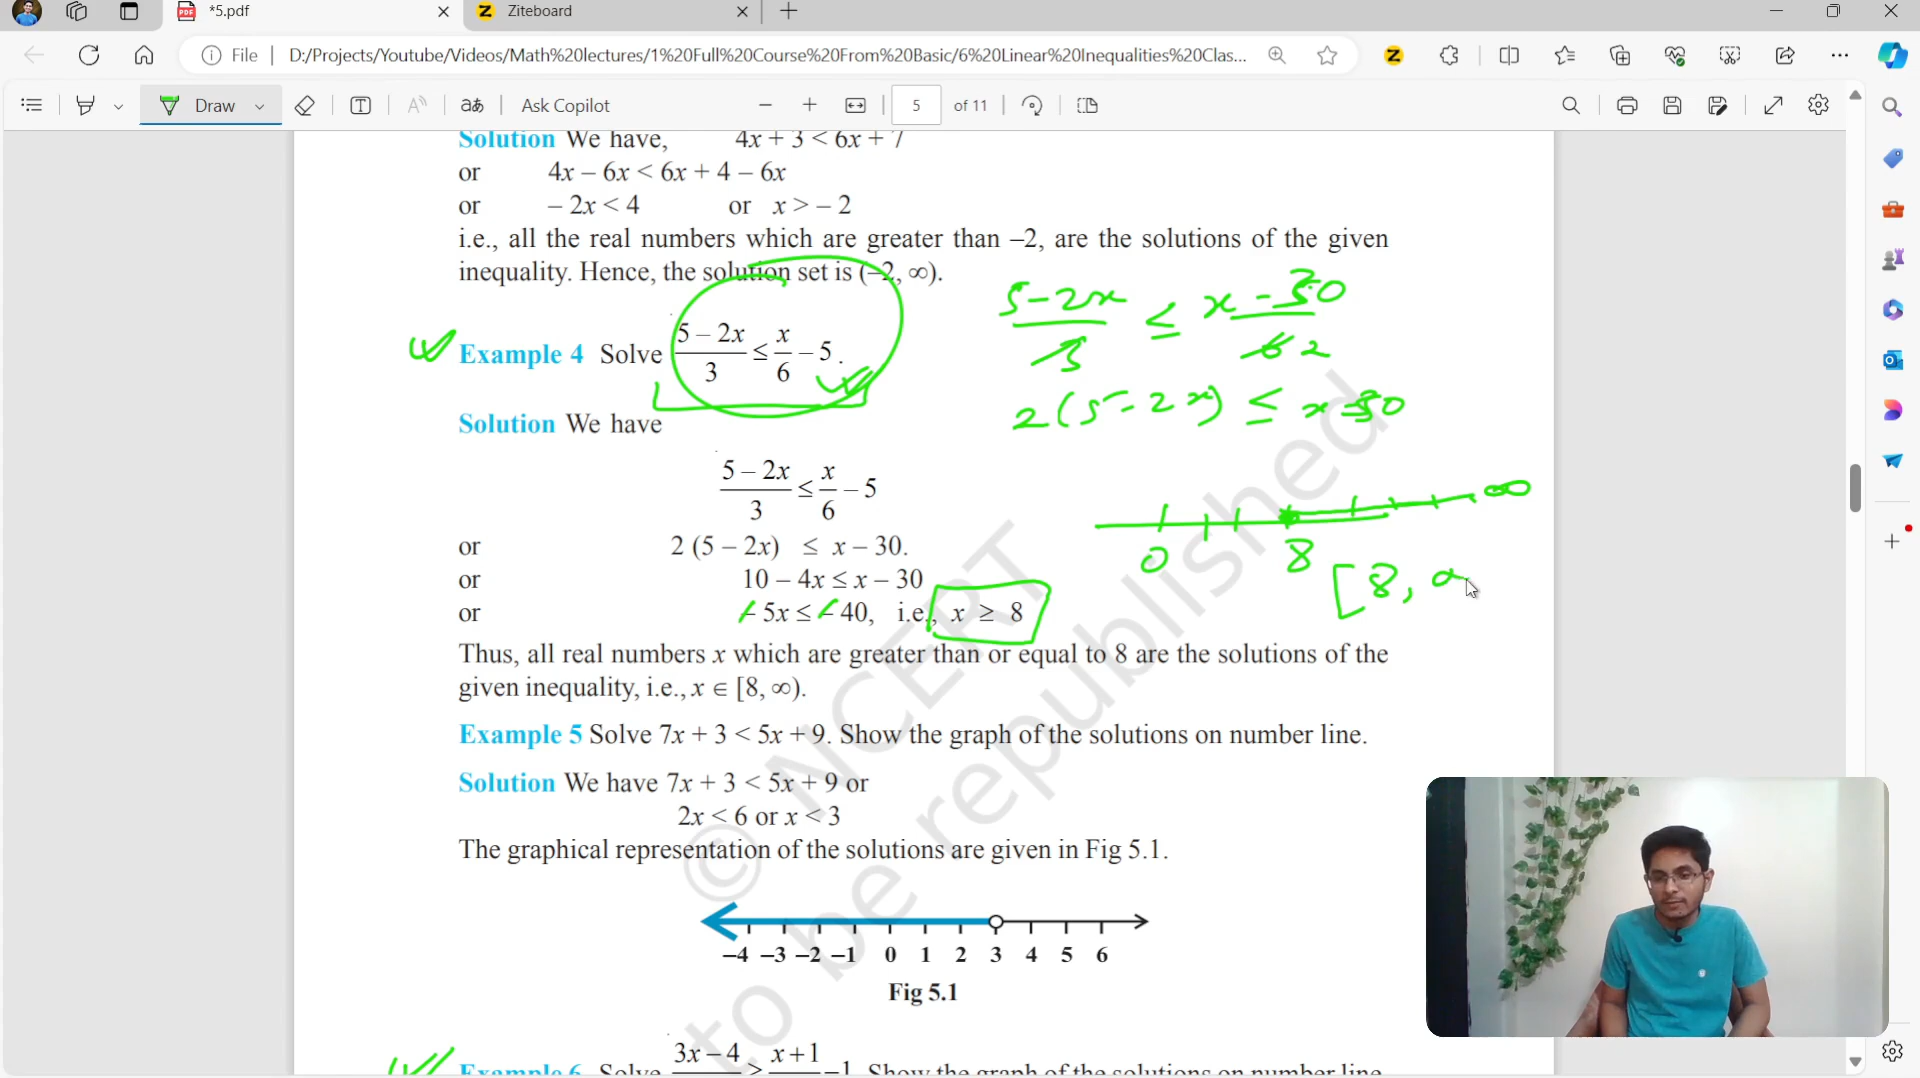 *5.pdf
Ziteboard
File
D:/Projects/Youtube/Videos/Math%20lectures/1%20Full%20Course%20From%20Basic/6%20Linear%20Inequalities%20Clas...
Draw
Ask Copilot
5 of 11
Solution We have, 4x + 3 < 6x + 7
or 4x – 6x < 6x + 4 – 6x
or – 2x < 4 or x > – 2
i.e., all the real numbers which are greater than –2, are the solutions of the given
inequality. Hence, the solution set is (–2, ∞).
Example 4 Solve (5 – 2x)/3 ≤ x/6 – 5 .
Solution We have
(5 – 2x)/3 ≤ x/6 – 5
or 2 (5 – 2x) ≤ x – 30.
or 10 – 4x ≤ x – 30
or – 5x ≤ – 40, i.e., x ≥ 8
Thus, all real numbers x which are greater than or equal to 8 are the solutions of the
given inequality, i.e., x ∈ [8, ∞).
Example 5 Solve 7x + 3 < 5x + 9. Show the graph of the solutions on number line.
Solution We have 7x + 3 < 5x + 9 or
2x < 6 or x < 3
The graphical representation of the solutions are given in Fig 5.1.
–4 –3 –2 –1 0 1 2 3 4 5 6
Fig 5.1
Example 6 Solve (3x – 4)/ ≥ (x + 1)/ –1. Show the graph of the solutions on number line.
(5 – 2x)/3 ≤ (x – 30)/6 2
2(5 – 2x) ≤ x – 30
∞
0 8
[8, ∞
© NCERT
not to be republished